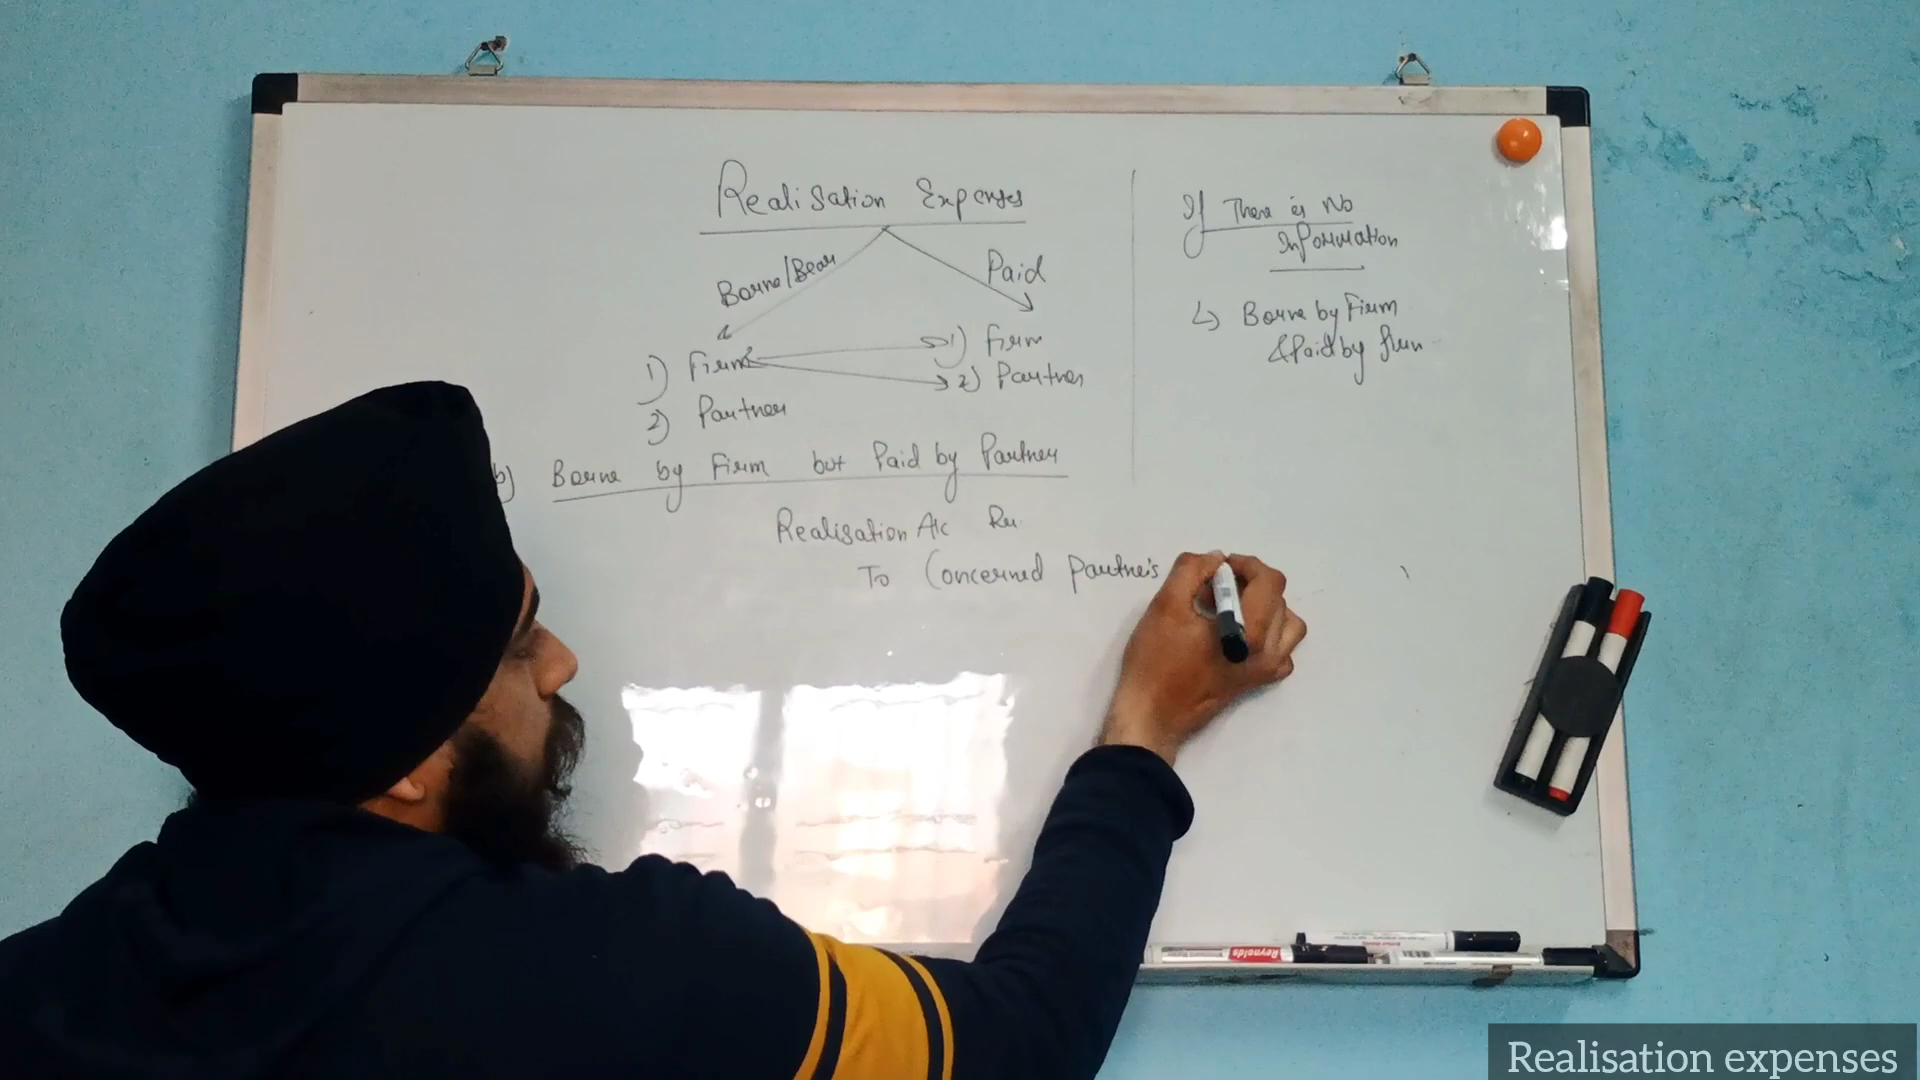 Realisation Expenses
Borne/Bear
Paid
1) Firm
2) Partner
1) Firm
2) Partner
b) Borne by Firm but Paid by Partner
Realisation A/c Dr.
To Concerned Partner's
If There is No
Information
↳ Borne by Firm
& Paid by firm
Reynolds
Realisation expenses